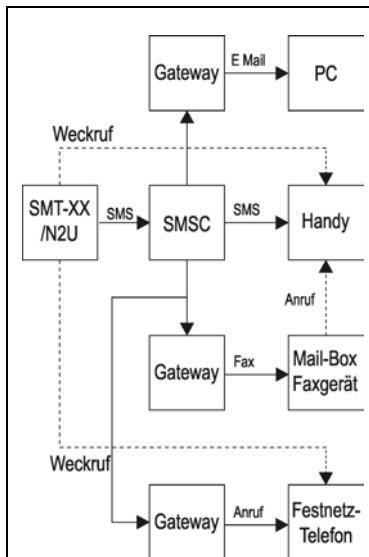 Gateway
E Mail
PC
Weckruf
SMT-XX
/N2U
SMS
SMSC
SMS
Handy
Anruf
Gateway
Fax
Mail-Box
Faxgerät
Weckruf
Gateway
Anruf
Festnetz-
Telefon